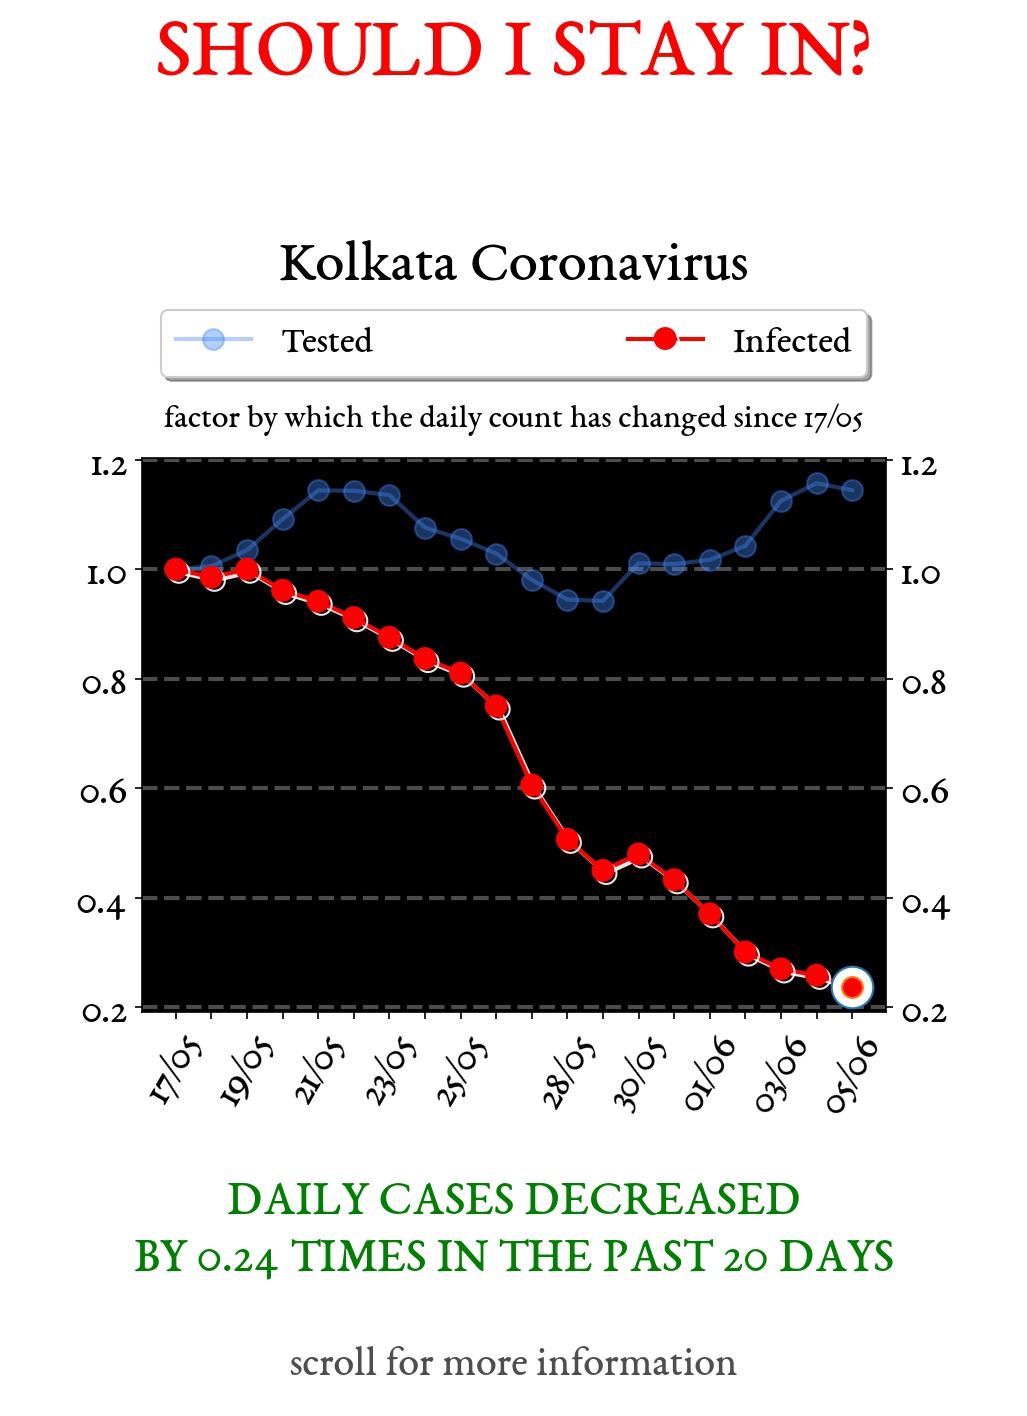 SHOULD I STAY IN?
Kolkata Coronavirus
Tested Infected
factor by which the daily count has changed since 17/05
1.2 1.2
1.0 1.0
0.8 0.8
0.6 0.6
0.4 0.4
0.2 0.2
17/05 19/05 21/05 23/05 25/05 28/05 30/05 01/06 03/06 05/06
DAILY CASES DECREASED
BY 0.24 TIMES IN THE PAST 20 DAYS
scroll for more information